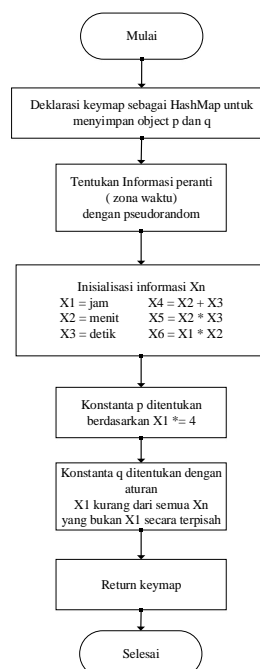 Mulai
Deklarasi keymap sebagai HashMap untuk
menyimpan object p dan q
Tentukan Informasi peranti
( zona waktu)
dengan pseudorandom
Inisialisasi informasi Xn
X1 = jam X4 = X2 + X3
X2 = menit X5 = X2 * X3
X3 = detik X6 = X1 * X2
Konstanta p ditentukan
berdasarkan X1 *= 4
Konstanta q ditentukan dengan
aturan
X1 kurang dari semua Xn
yang bukan X1 secara terpisah
Return keymap
Selesai